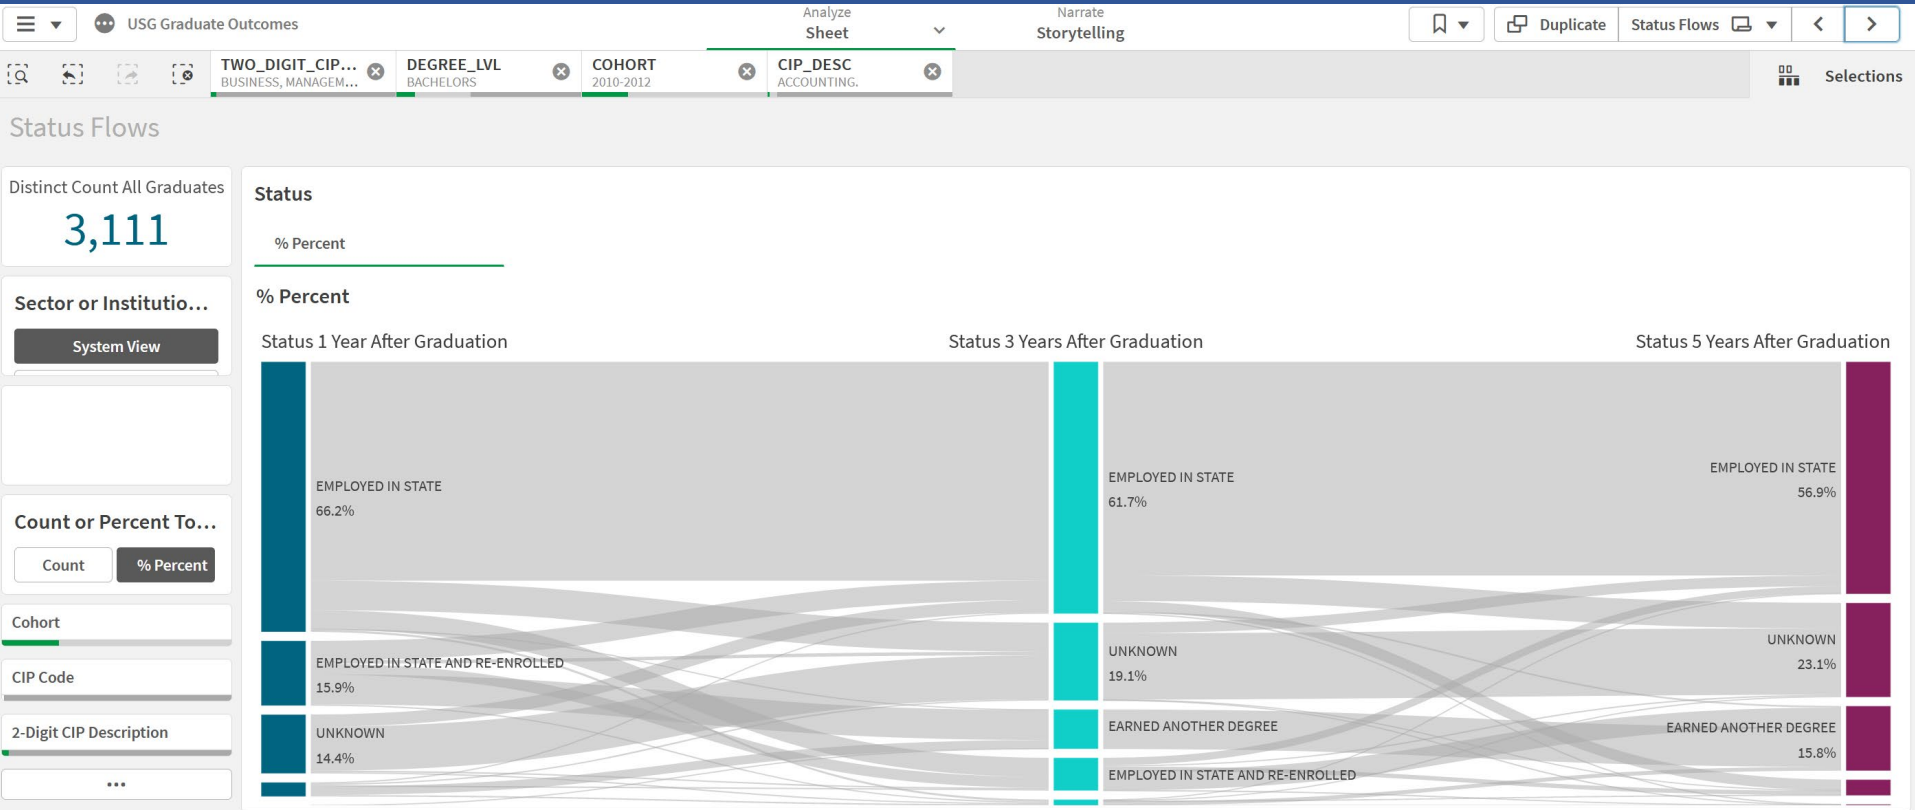 USG Graduate Outcomes
Analyze
Sheet
Narrate
Storytelling
Duplicate
Status Flows
TWO_DIGIT_CIP...
BUSINESS, MANAGEM...
DEGREE_LVL
BACHELORS
COHORT
2010-2012
CIP_DESC
ACCOUNTING.
Selections
Status Flows
Distinct Count All Graduates
3,111
Sector or Institutio...
System View
Count or Percent To...
Count
% Percent
Cohort
CIP Code
2-Digit CIP Description
Status
% Percent
% Percent
Status 1 Year After Graduation
Status 3 Years After Graduation
Status 5 Years After Graduation
EMPLOYED IN STATE
66.2%
EMPLOYED IN STATE AND RE-ENROLLED
15.9%
UNKNOWN
14.4%
EMPLOYED IN STATE
61.7%
UNKNOWN
19.1%
EARNED ANOTHER DEGREE
EMPLOYED IN STATE AND RE-ENROLLED
EMPLOYED IN STATE
56.9%
UNKNOWN
23.1%
EARNED ANOTHER DEGREE
15.8%